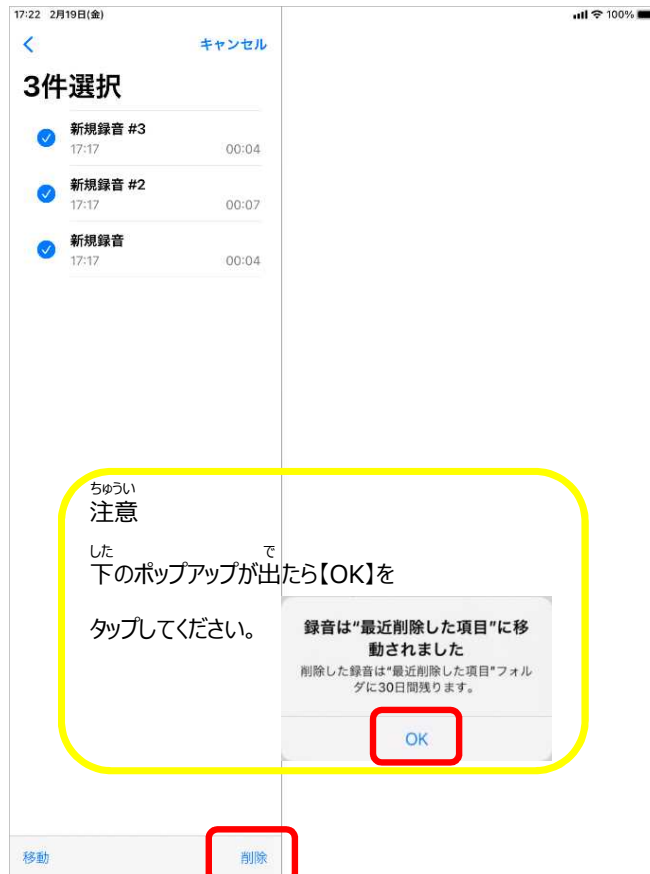 17:22 2月19日(金)
100%
キャンセル
3件選択
新規録音 #3
17:17 00:04
新規録音 #2
17:17 00:07
新規録音
17:17 00:04
ちゅうい
注意
した で
下のポップアップが出たら【OK】を
タップしてください。
録音は“最近削除した項目”に移
動されました
削除した録音は“最近削除した項目”フォル
ダに30日間残ります。
OK
移動 削除